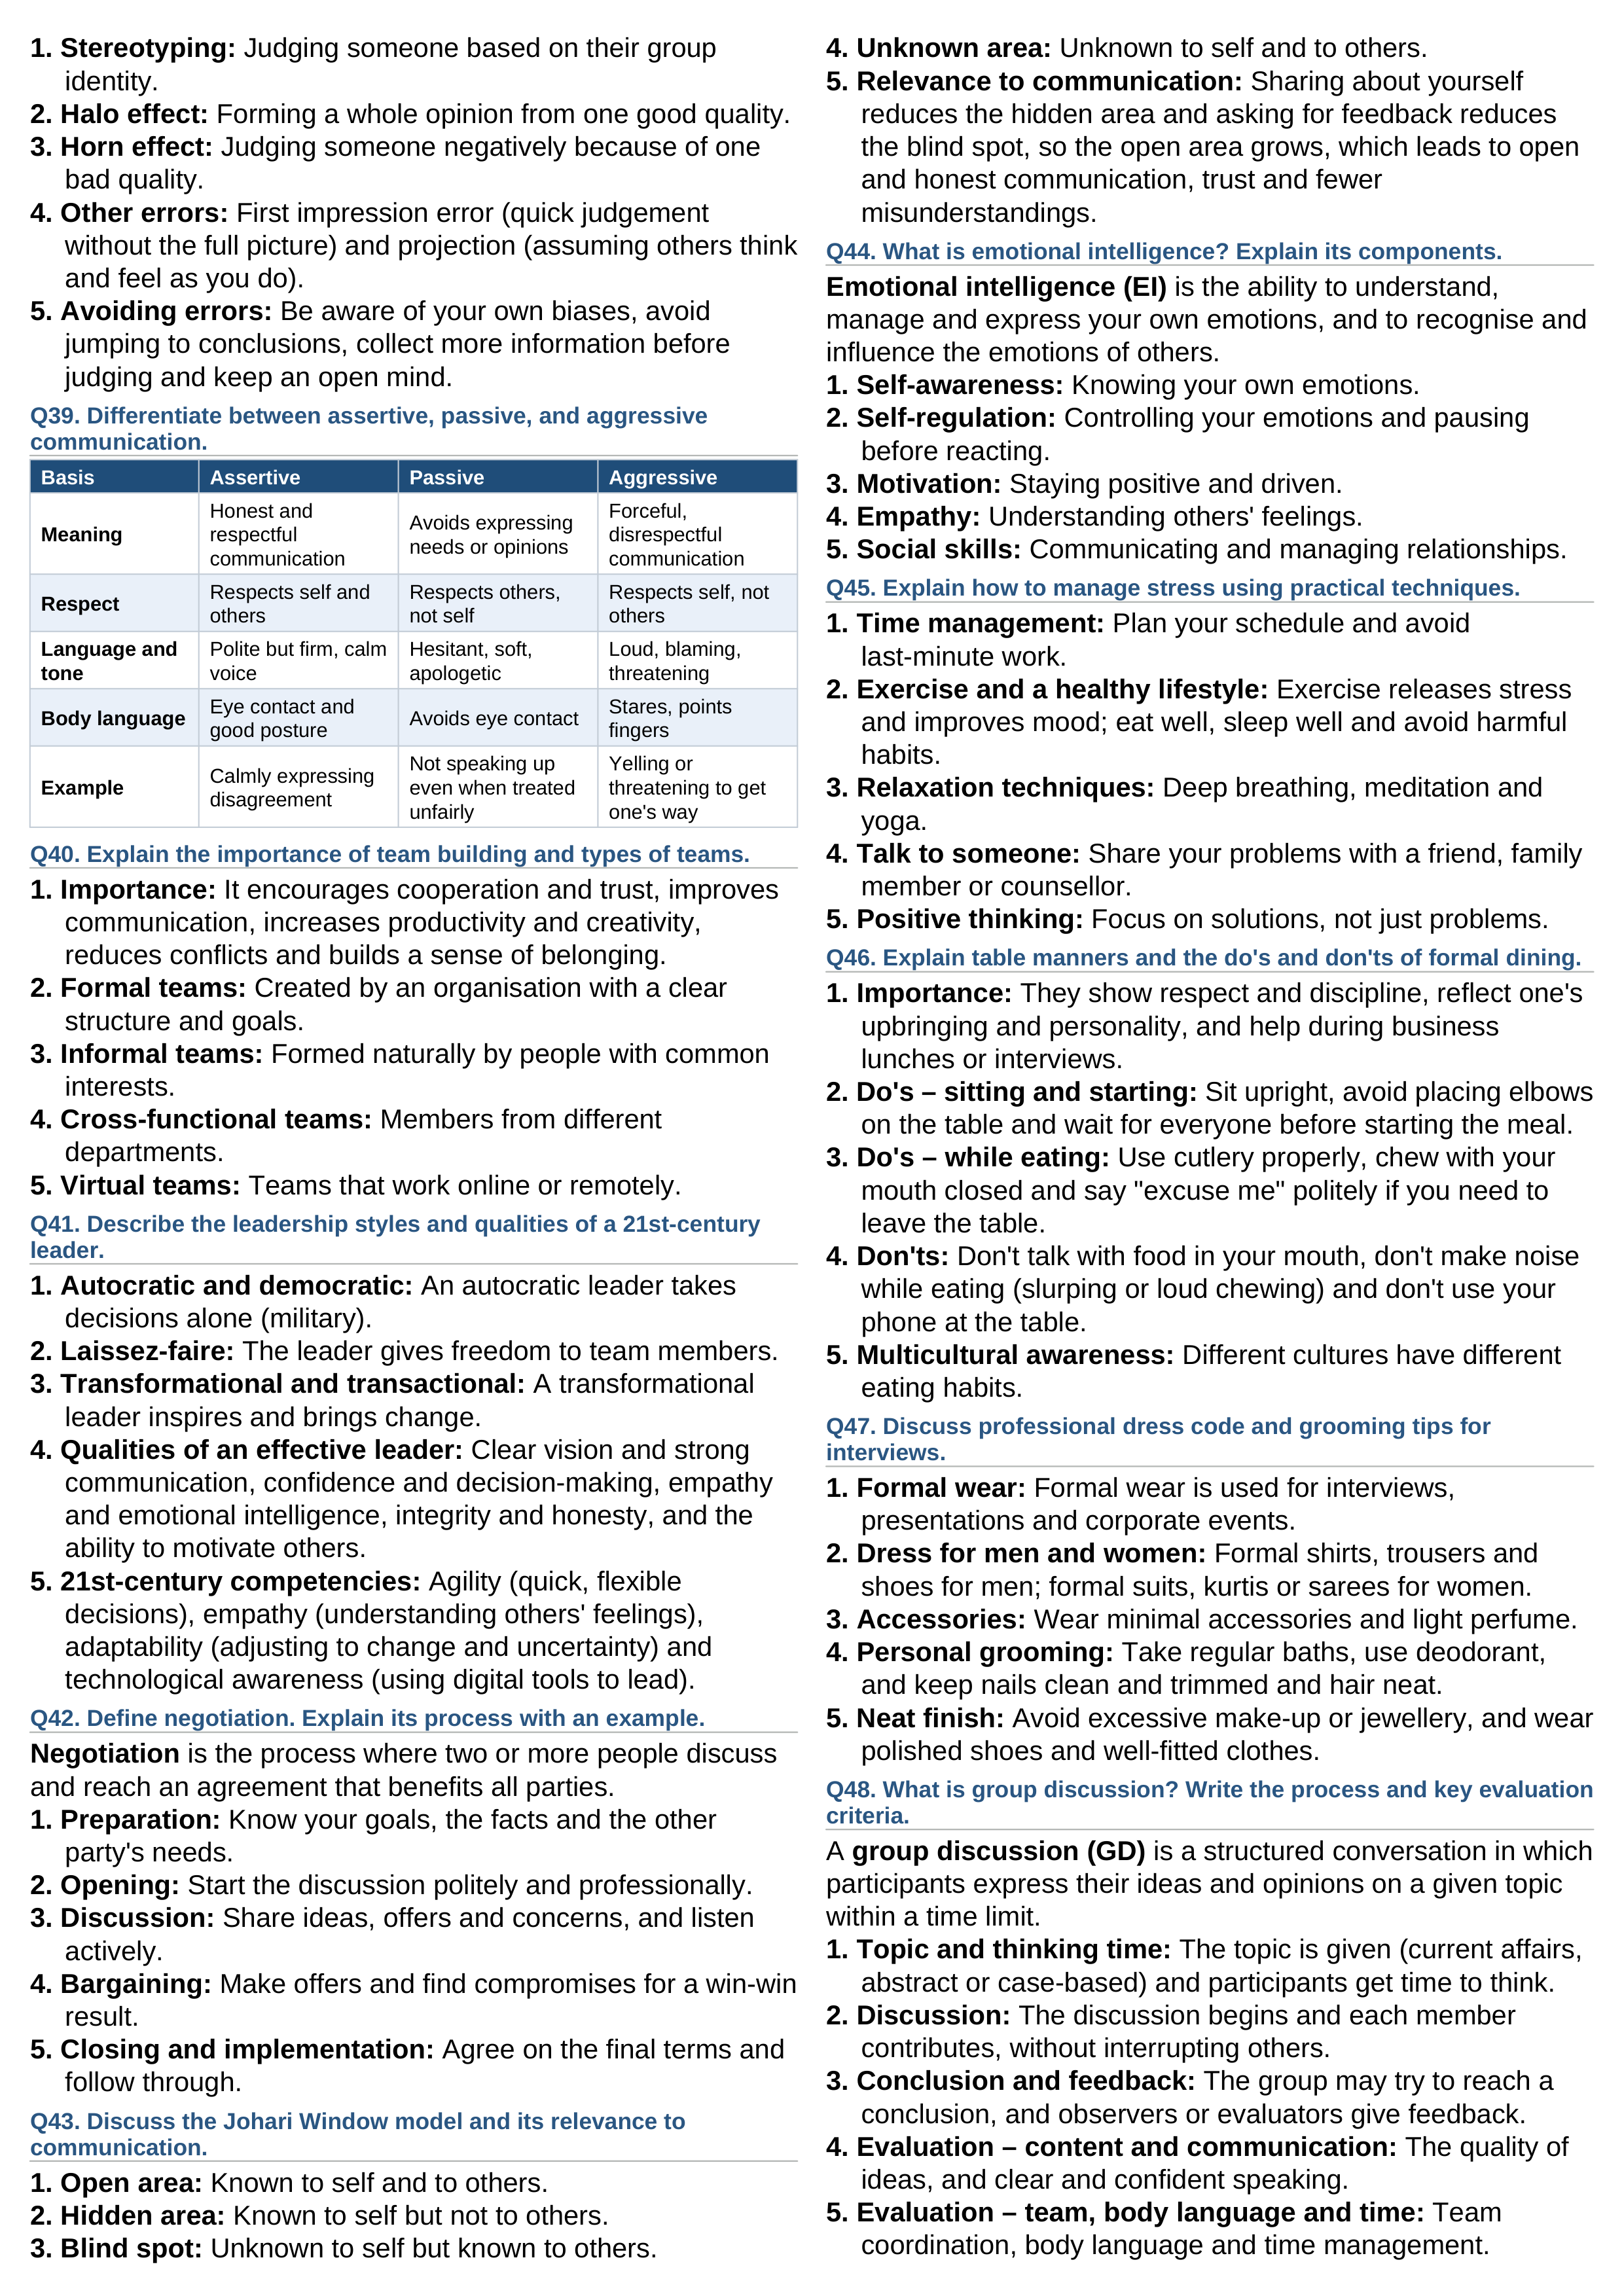 1. Stereotyping: Judging someone based on their group
identity.
2. Halo effect: Forming a whole opinion from one good quality.
3. Horn effect: Judging someone negatively because of one
bad quality.
4. Other errors: First impression error (quick judgement
without the full picture) and projection (assuming others think
and feel as you do).
5. Avoiding errors: Be aware of your own biases, avoid
jumping to conclusions, collect more information before
judging and keep an open mind.
Q39. Differentiate between assertive, passive, and aggressive
communication.
Basis Assertive Passive Aggressive
Meaning Honest and respectful communication Avoids expressing needs or opinions Forceful, disrespectful communication
Respect Respects self and others Respects others, not self Respects self, not others
Language and tone Polite but firm, calm voice Hesitant, soft, apologetic Loud, blaming, threatening
Body language Eye contact and good posture Avoids eye contact Stares, points fingers
Example Calmly expressing disagreement Not speaking up even when treated unfairly Yelling or threatening to get one's way
Q40. Explain the importance of team building and types of teams.
1. Importance: It encourages cooperation and trust, improves
communication, increases productivity and creativity,
reduces conflicts and builds a sense of belonging.
2. Formal teams: Created by an organisation with a clear
structure and goals.
3. Informal teams: Formed naturally by people with common
interests.
4. Cross-functional teams: Members from different
departments.
5. Virtual teams: Teams that work online or remotely.
Q41. Describe the leadership styles and qualities of a 21st-century
leader.
1. Autocratic and democratic: An autocratic leader takes
decisions alone (military).
2. Laissez-faire: The leader gives freedom to team members.
3. Transformational and transactional: A transformational
leader inspires and brings change.
4. Qualities of an effective leader: Clear vision and strong
communication, confidence and decision-making, empathy
and emotional intelligence, integrity and honesty, and the
ability to motivate others.
5. 21st-century competencies: Agility (quick, flexible
decisions), empathy (understanding others' feelings),
adaptability (adjusting to change and uncertainty) and
technological awareness (using digital tools to lead).
Q42. Define negotiation. Explain its process with an example.
Negotiation is the process where two or more people discuss
and reach an agreement that benefits all parties.
1. Preparation: Know your goals, the facts and the other
party's needs.
2. Opening: Start the discussion politely and professionally.
3. Discussion: Share ideas, offers and concerns, and listen
actively.
4. Bargaining: Make offers and find compromises for a win-win
result.
5. Closing and implementation: Agree on the final terms and
follow through.
Q43. Discuss the Johari Window model and its relevance to
communication.
1. Open area: Known to self and to others.
2. Hidden area: Known to self but not to others.
3. Blind spot: Unknown to self but known to others.
4. Unknown area: Unknown to self and to others.
5. Relevance to communication: Sharing about yourself
reduces the hidden area and asking for feedback reduces
the blind spot, so the open area grows, which leads to open
and honest communication, trust and fewer
misunderstandings.
Q44. What is emotional intelligence? Explain its components.
Emotional intelligence (EI) is the ability to understand,
manage and express your own emotions, and to recognise and
influence the emotions of others.
1. Self-awareness: Knowing your own emotions.
2. Self-regulation: Controlling your emotions and pausing
before reacting.
3. Motivation: Staying positive and driven.
4. Empathy: Understanding others' feelings.
5. Social skills: Communicating and managing relationships.
Q45. Explain how to manage stress using practical techniques.
1. Time management: Plan your schedule and avoid
last-minute work.
2. Exercise and a healthy lifestyle: Exercise releases stress
and improves mood; eat well, sleep well and avoid harmful
habits.
3. Relaxation techniques: Deep breathing, meditation and
yoga.
4. Talk to someone: Share your problems with a friend, family
member or counsellor.
5. Positive thinking: Focus on solutions, not just problems.
Q46. Explain table manners and the do's and don'ts of formal dining.
1. Importance: They show respect and discipline, reflect one's
upbringing and personality, and help during business
lunches or interviews.
2. Do's – sitting and starting: Sit upright, avoid placing elbows
on the table and wait for everyone before starting the meal.
3. Do's – while eating: Use cutlery properly, chew with your
mouth closed and say "excuse me" politely if you need to
leave the table.
4. Don'ts: Don't talk with food in your mouth, don't make noise
while eating (slurping or loud chewing) and don't use your
phone at the table.
5. Multicultural awareness: Different cultures have different
eating habits.
Q47. Discuss professional dress code and grooming tips for
interviews.
1. Formal wear: Formal wear is used for interviews,
presentations and corporate events.
2. Dress for men and women: Formal shirts, trousers and
shoes for men; formal suits, kurtis or sarees for women.
3. Accessories: Wear minimal accessories and light perfume.
4. Personal grooming: Take regular baths, use deodorant,
and keep nails clean and trimmed and hair neat.
5. Neat finish: Avoid excessive make-up or jewellery, and wear
polished shoes and well-fitted clothes.
Q48. What is group discussion? Write the process and key evaluation
criteria.
A group discussion (GD) is a structured conversation in which
participants express their ideas and opinions on a given topic
within a time limit.
1. Topic and thinking time: The topic is given (current affairs,
abstract or case-based) and participants get time to think.
2. Discussion: The discussion begins and each member
contributes, without interrupting others.
3. Conclusion and feedback: The group may try to reach a
conclusion, and observers or evaluators give feedback.
4. Evaluation – content and communication: The quality of
ideas, and clear and confident speaking.
5. Evaluation – team, body language and time: Team
coordination, body language and time management.